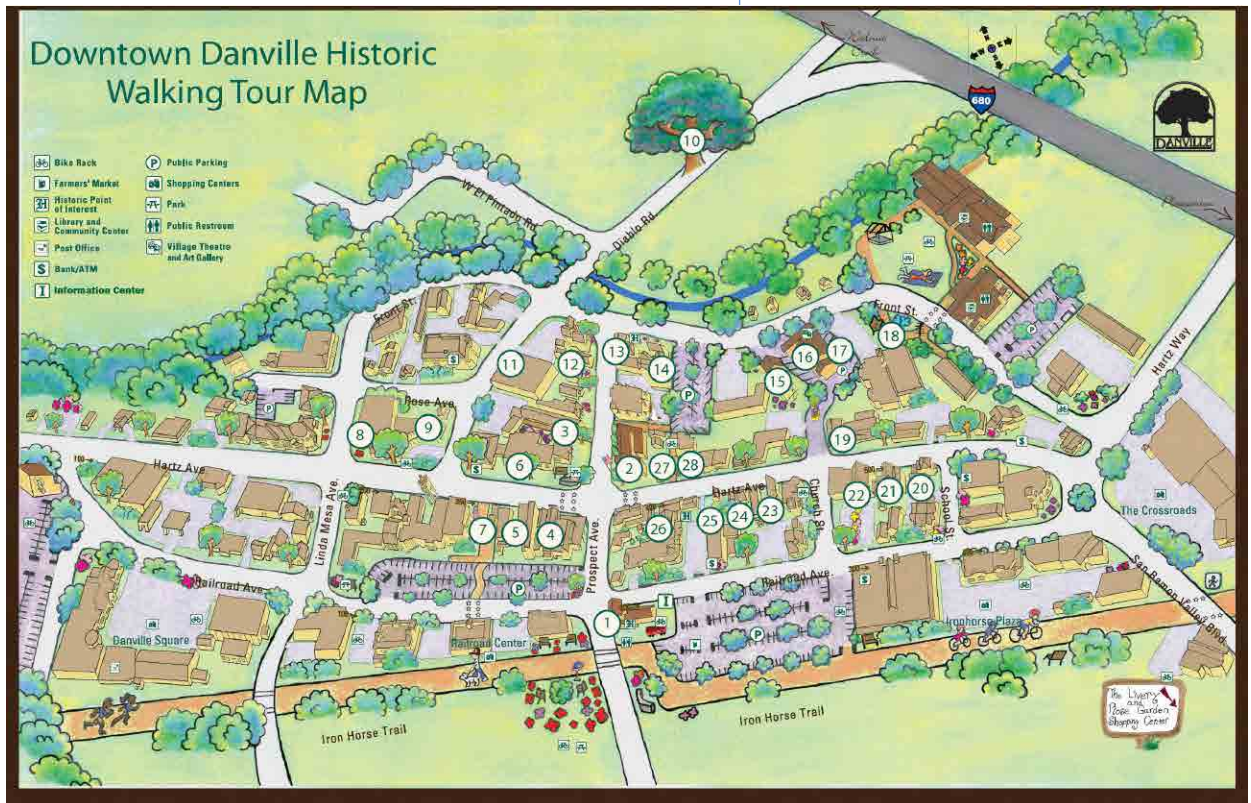 Downtown Danville Historic
Walking Tour Map
Bike Rack
Farmers' Market
Historic Point
of Interest
Library and
Community Center
Post Office
$ Bank/ATM
I Information Center
P Public Parking
Shopping Centers
Park
Public Restroom
Village Theatre
and Art Gallery
N
W E
S
680
DANVILLE
10
W El Pintado Rd
Diablo Rd
Front St.
Front St.
Hartz Way
11
12
13
14
15
16
17
18
Rose Ave
8
9
3
6
2
27
28
19
100
Hartz Ave
Hartz Ave
Linda Mesa Ave.
Prospect Ave.
Church St
School St
7
5
4
26
25
24
23
22
21
20
The Crossroads
Railroad Ave
Railroad Ave.
San Ramon Valley Blvd
Danville Square
Railroad Center
1
I
Ironhorse Plaza
Iron Horse Trail
Iron Horse Trail
The Livery
and a
Rose Garden
Shopping Center